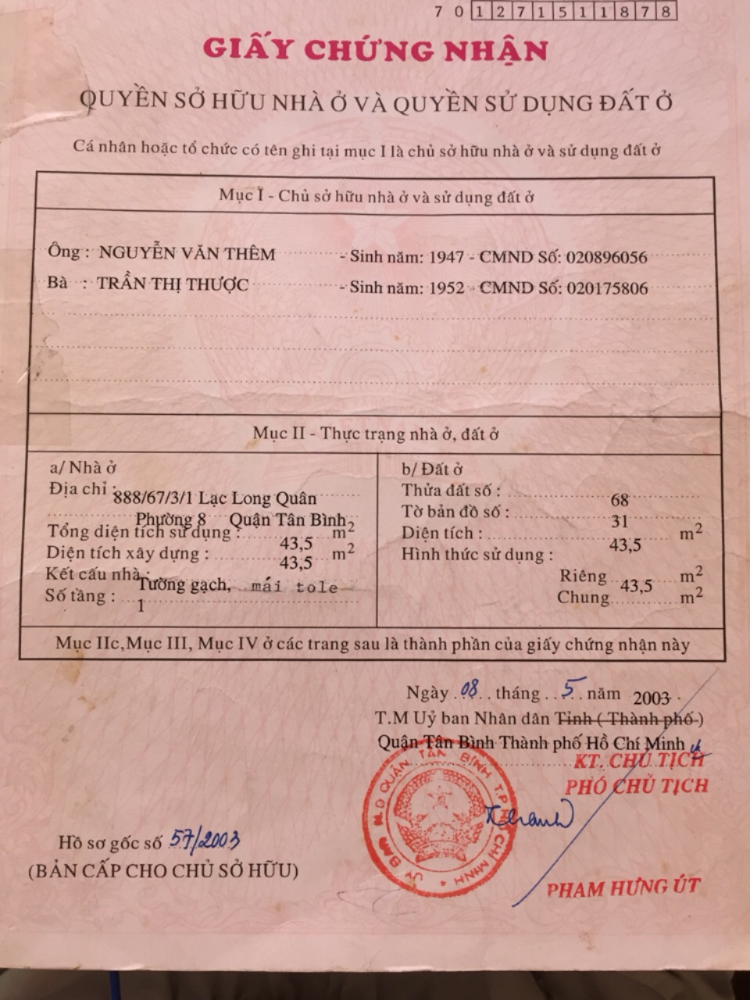 7 0 1 2 7 1 5 1 1 8 7 8
GIẤY CHỨNG NHẬN
QUYỀN SỞ HỮU NHÀ Ở VÀ QUYỀN SỬ DỤNG ĐẤT Ở
Cá nhân hoặc tổ chức có tên ghi tại mục I là chủ sở hữu nhà ở và sử dụng đất ở
Mục I - Chủ sở hữu nhà ở và sử dụng đất ở
Ông : NGUYỄN VĂN THÊM - Sinh năm: 1947 - CMND Số: 020896056
Bà : TRẦN THỊ THƯỢC - Sinh năm: 1952 - CMND Số: 020175806
Mục II - Thực trạng nhà ở, đất ở
a/ Nhà ở
Địa chỉ : 888/67/3/1 Lạc Long Quân
Phường 8 Quận Tân Bình
Tổng diện tích sử dụng : 43,5 m2
Diện tích xây dựng : 43,5 m2
Kết cấu nhà : Tường gạch, mái tole
Số tầng : 1
b/ Đất ở
Thửa đất số : 68
Tờ bản đồ số : 31
Diện tích : 43,5 m2
Hình thức sử dụng :
Riêng 43,5 m2
Chung m2
Mục IIc, Mục III, Mục IV ở các trang sau là thành phần của giấy chứng nhận này
Ngày 08 tháng 5 năm 2003
T.M Uỷ ban Nhân dân Tỉnh ( Thành phố )
Quận Tân Bình Thành phố Hồ Chí Minh
KT. CHỦ TỊCH
PHÓ CHỦ TỊCH
ỦY BAN N.D QUẬN TÂN BÌNH T.P HỒ CHÍ MINH
Hồ sơ gốc số 57/2003
(BẢN CẤP CHO CHỦ SỞ HỮU)
PHẠM HƯNG ÚT